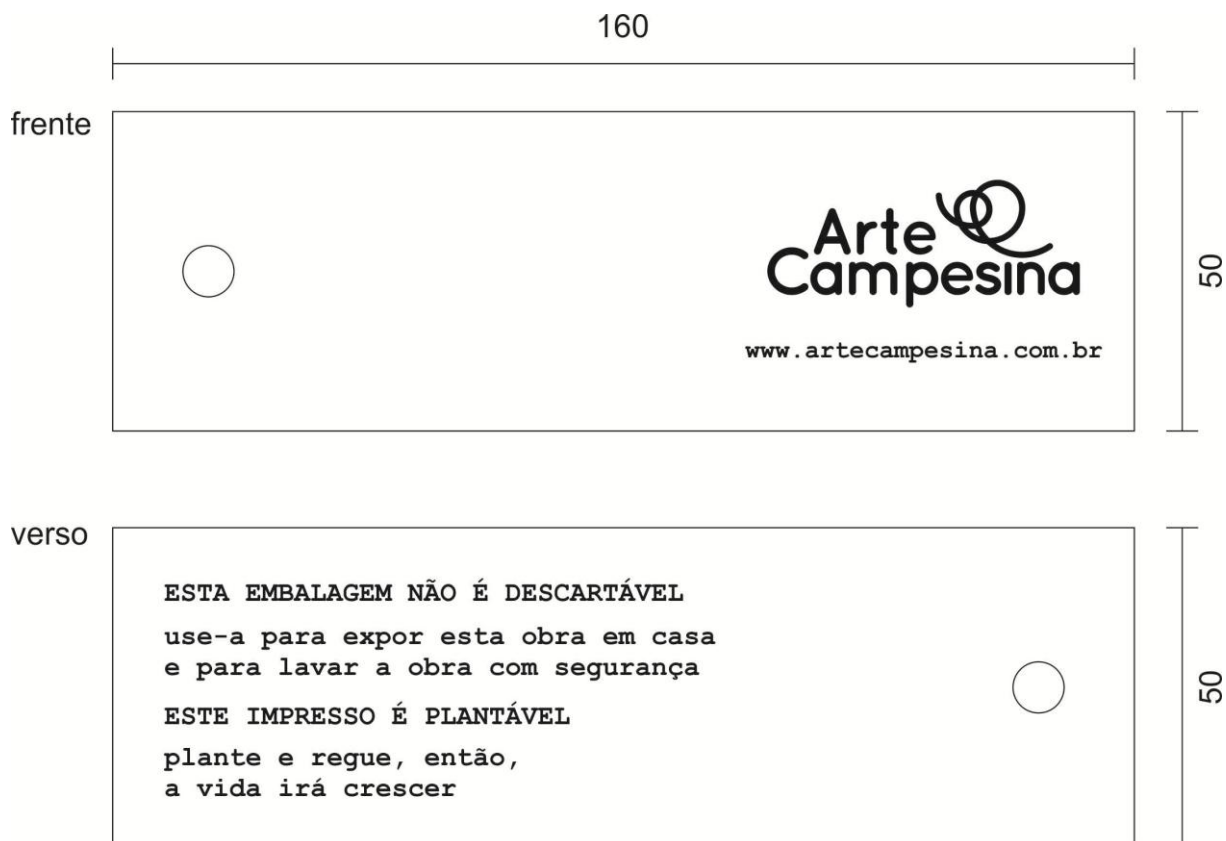 160
frente
Arte
Campesina
www.artecampesina.com.br
50
verso
ESTA EMBALAGEM NÃO É DESCARTÁVEL
use-a para expor esta obra em casa
e para lavar a obra com segurança
ESTE IMPRESSO É PLANTÁVEL
plante e regue, então,
a vida irá crescer
50